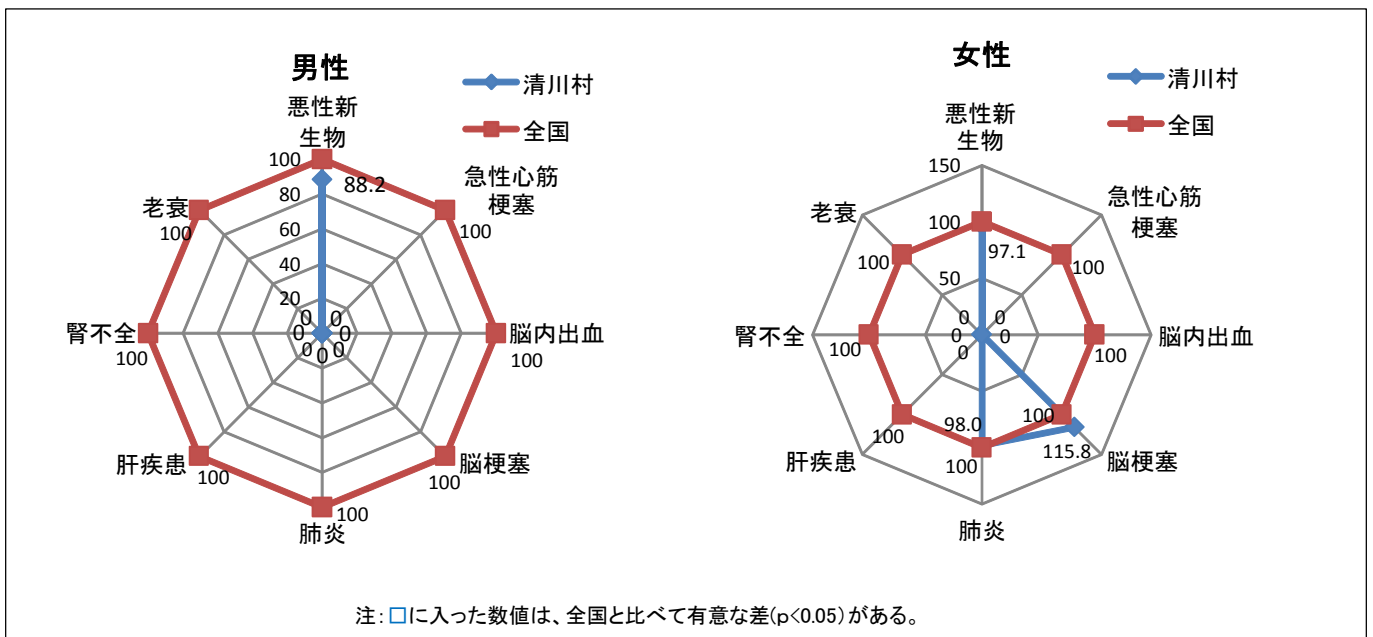 男性
清川村
全国
悪性新
生物
急性心筋
梗塞
脳内出血
脳梗塞
肺炎
肝疾患
腎不全
老衰
100
80
60
40
20
88.2
100
100
100
100
100
100
100
0
0
0
0
0
0
0
0
女性
清川村
全国
悪性新
生物
急性心筋
梗塞
脳内出血
脳梗塞
肺炎
肝疾患
腎不全
老衰
150
100
50
0
97.1
100
100
100
115.8
98.0
100
100
100
100
0
0
0
0
注：□に入った数値は、全国と比べて有意な差(p<0.05)がある。